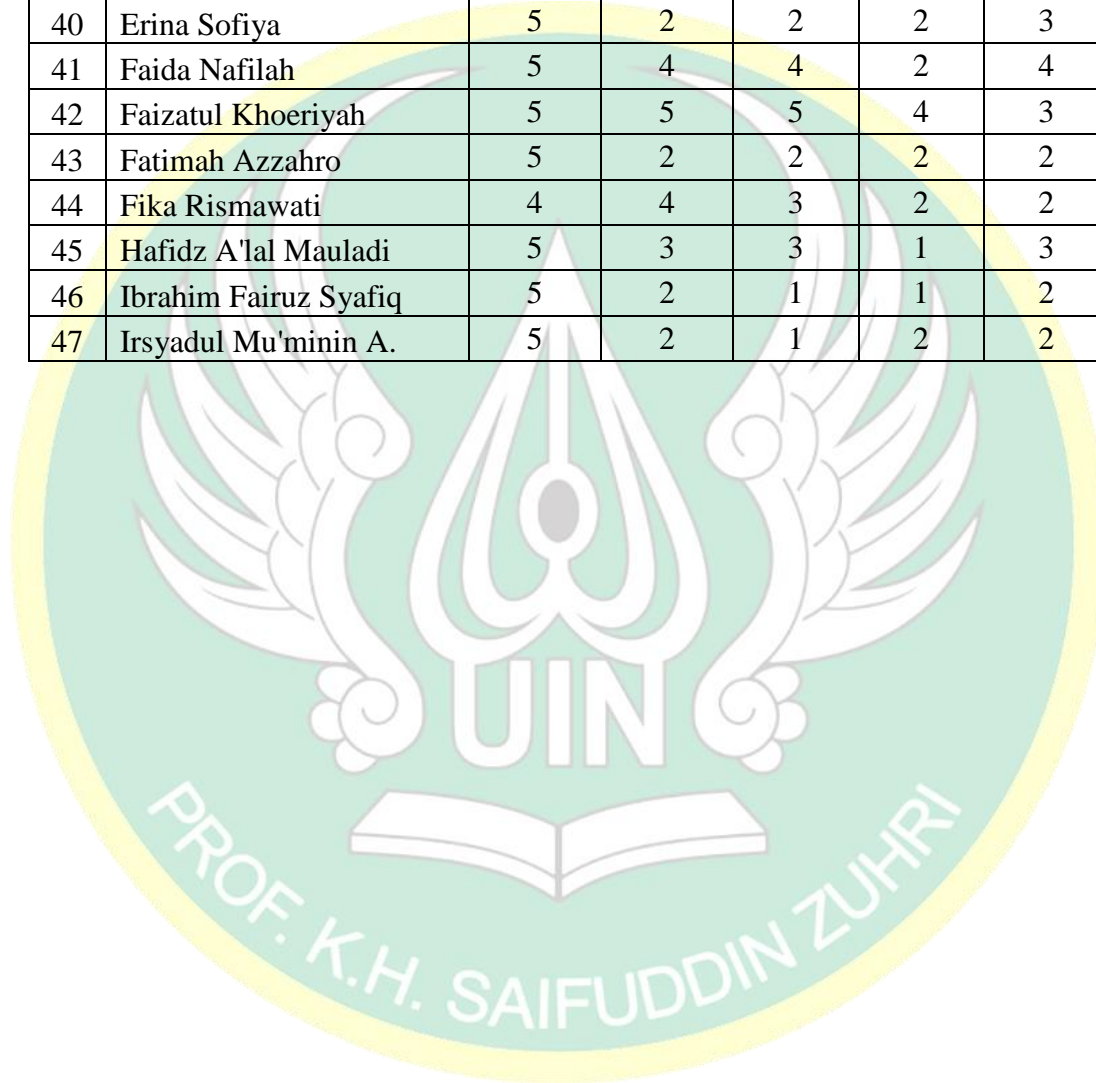 40 Erina Sofiya 5 2 2 2 3
41 Faida Nafilah 5 4 4 2 4
42 Faizatul Khoeriyah 5 5 5 4 3
43 Fatimah Azzahro 5 2 2 2 2
44 Fika Rismawati 4 4 3 2 2
45 Hafidz A'lal Mauladi 5 3 3 1 3
46 Ibrahim Fairuz Syafiq 5 2 1 1 2
47 Irsyadul Mu'minin A. 5 2 1 2 2
UIN
PROF. K.H. SAIFUDDIN ZUHRI